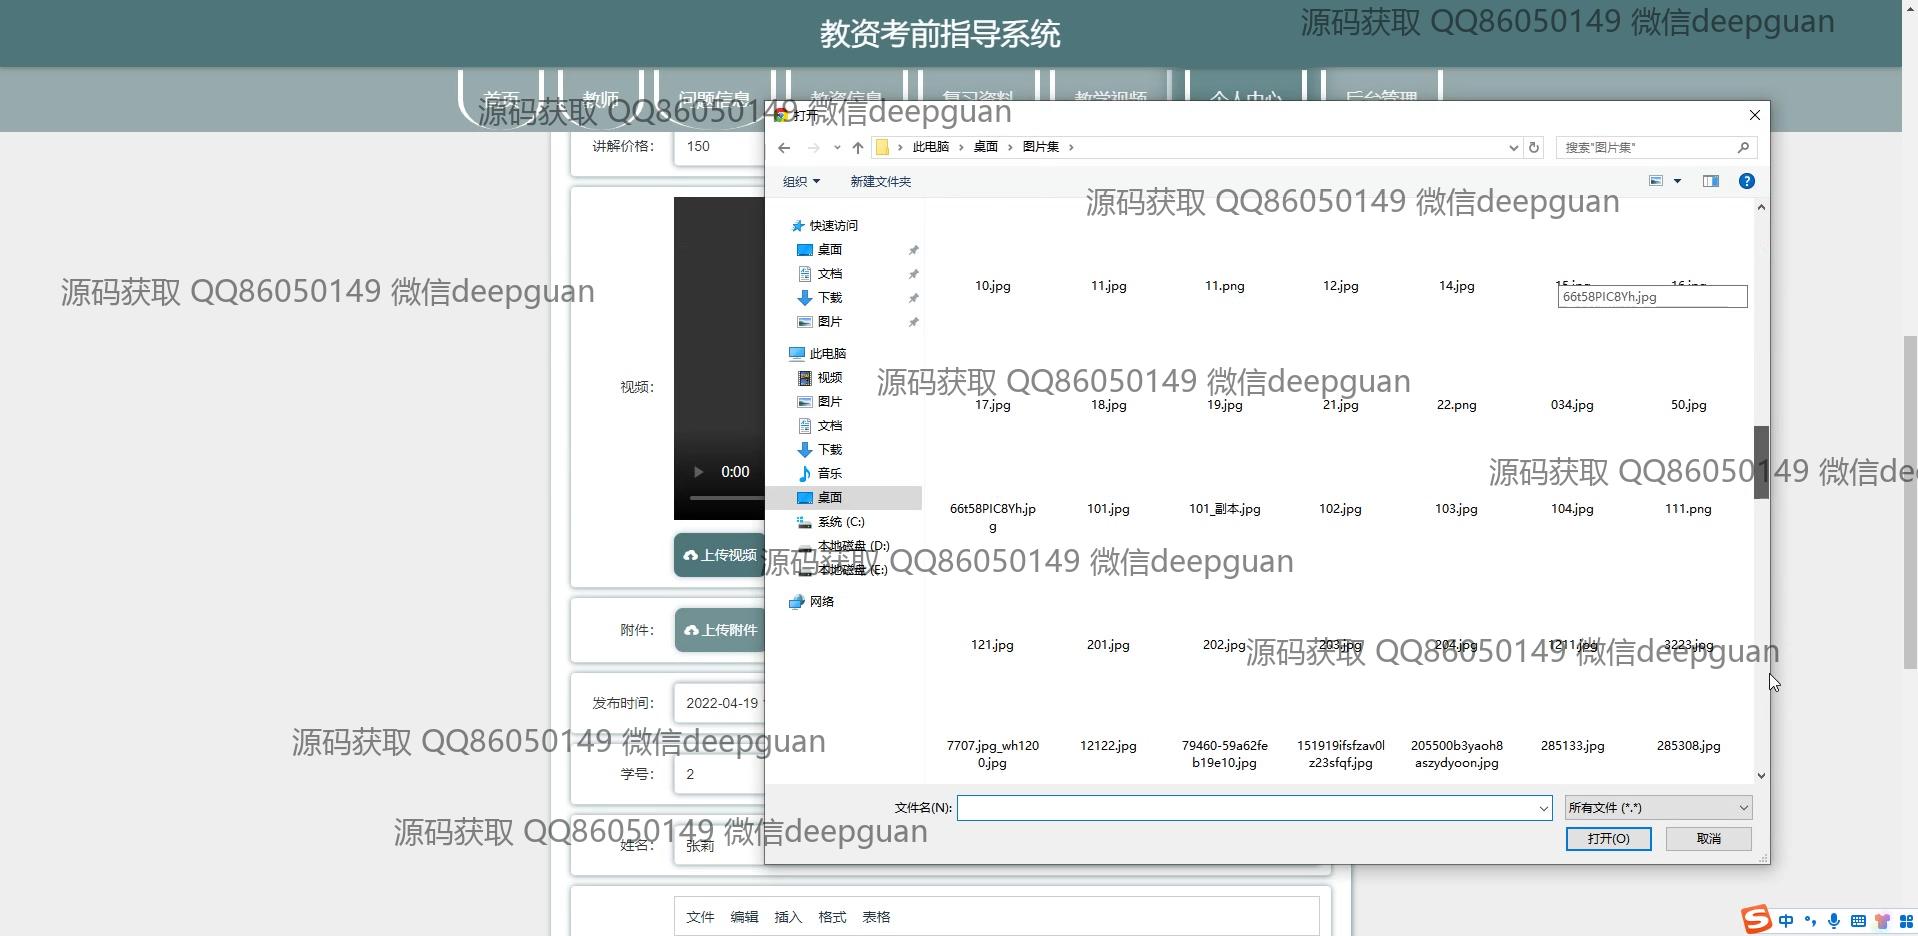 教资考前指导系统
源码获取 QQ86050149 微信deepguan
首页 教师 问题信息 教资信息 复习资料 教学视频 个人中心 后台管理
源码获取 QQ86050149 微信deepguan
打开
讲解价格： 150
此电脑 › 桌面 › 图片集 ›
搜索"图片集"
组织 新建文件夹
源码获取 QQ86050149 微信deepguan
快速访问
桌面
文档
下载
图片
此电脑
视频
图片
文档
下载
音乐
桌面
系统 (C:)
本地磁盘 (D:)
本地磁盘 (E:)
网络
10.jpg 11.jpg 11.png 12.jpg 14.jpg 15.jpg 16.jpg
66t58PIC8Yh.jpg
源码获取 QQ86050149 微信deepguan
源码获取 QQ86050149 微信deepguan
17.jpg 18.jpg 19.jpg 21.jpg 22.png 034.jpg 50.jpg
视频：
0:00
源码获取 QQ86050149 微信dee
66t58PIC8Yh.jp
g
101.jpg 101_副本.jpg 102.jpg 103.jpg 104.jpg 111.png
上传视频
源码获取 QQ86050149 微信deepguan
附件： 上传附件
121.jpg 201.jpg 202.jpg 203.jpg 204.jpg 1211.jpg 3223.jpg
源码获取 QQ86050149 微信deepguan
发布时间： 2022-04-19
源码获取 QQ86050149 微信deepguan
7707.jpg_wh120
0.jpg
12122.jpg
79460-59a62fe
b19e10.jpg
151919ifsfzav0l
z23sfqf.jpg
205500b3yaoh8
aszydyoon.jpg
285133.jpg 285308.jpg
学号： 2
文件名(N):
所有文件 (*.*)
打开(O) 取消
源码获取 QQ86050149 微信deepguan
姓名： 张莉
文件 编辑 插入 格式 表格
中